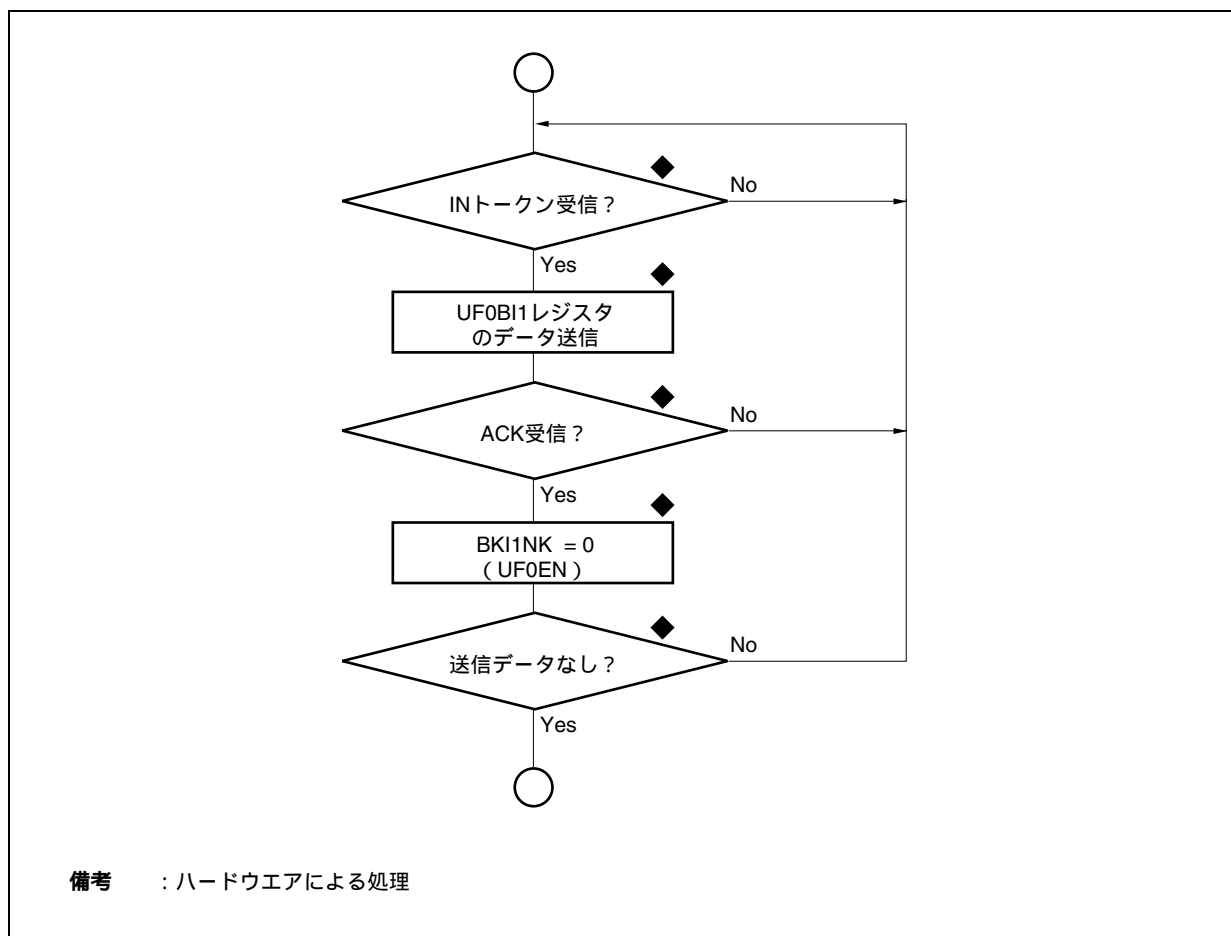 INトークン受信？
No
Yes
UF0BI1レジスタ
のデータ送信
ACK受信？
No
Yes
BKI1NK = 0
（UF0EN）
送信データなし？
No
Yes
備考 ：ハードウエアによる処理